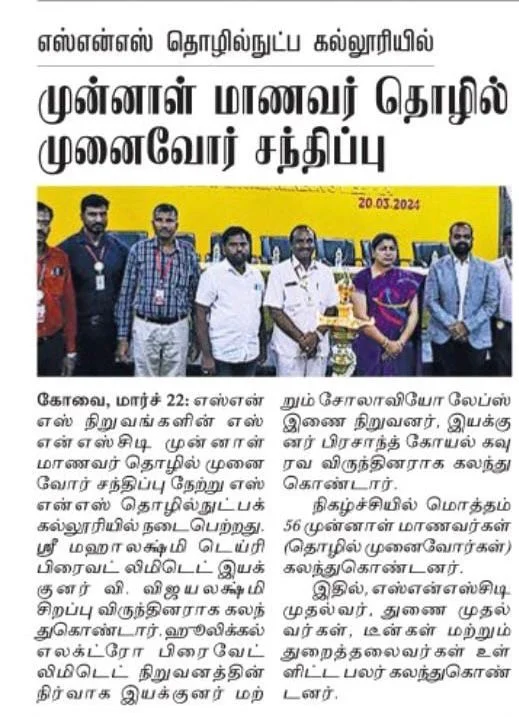 எஸ்என்எஸ் தொழில்நுட்ப கல்லூரியில்
முன்னாள் மாணவர் தொழில்
முனைவோர் சந்திப்பு
20.03.2024
கோவை, மார்ச் 22: எஸ்என்
எஸ் நிறுவங்களின் எஸ்
என்எஸ்சிடி முன்னாள்
மாணவர் தொழில் முனை
வோர் சந்திப்பு நேற்று எஸ்
என்எஸ் தொழில்நுட்பக்
கல்லூரியில் நடைபெற்றது.
ஸ்ரீ மஹாலக்ஷ்மி டெய்ரி
பிரைவட் லிமிடெட் இயக்
குனர் வி. விஜயலக்ஷ்மி
சிறப்பு விருந்தினராக கலந்
துகொண்டார். ஹூலிக்கல்
எலக்ட்ரோ பிரைவேட்
லிமிடெட் நிறுவனத்தின்
நிர்வாக இயக்குனர் மற்
றும் சோலாவியோ லேப்ஸ்
இணை நிறுவனர், இயக்கு
னர் பிரசாந்த் கோயல் கவு
ரவ விருந்தினராக கலந்து
கொண்டார்.
நிகழ்ச்சியில் மொத்தம்
56 முன்னாள் மாணவர்கள்
(தொழில் முனைவோர்கள்)
கலந்துகொண்டனர்.
இதில், எஸ்என்எஸ்சிடி
முதல்வர், துணை முதல்
வர்கள், டீன்கள் மற்றும்
துறைத்தலைவர்கள் உள்
ளிட்ட பலர் கலந்துகொண்
டனர்.